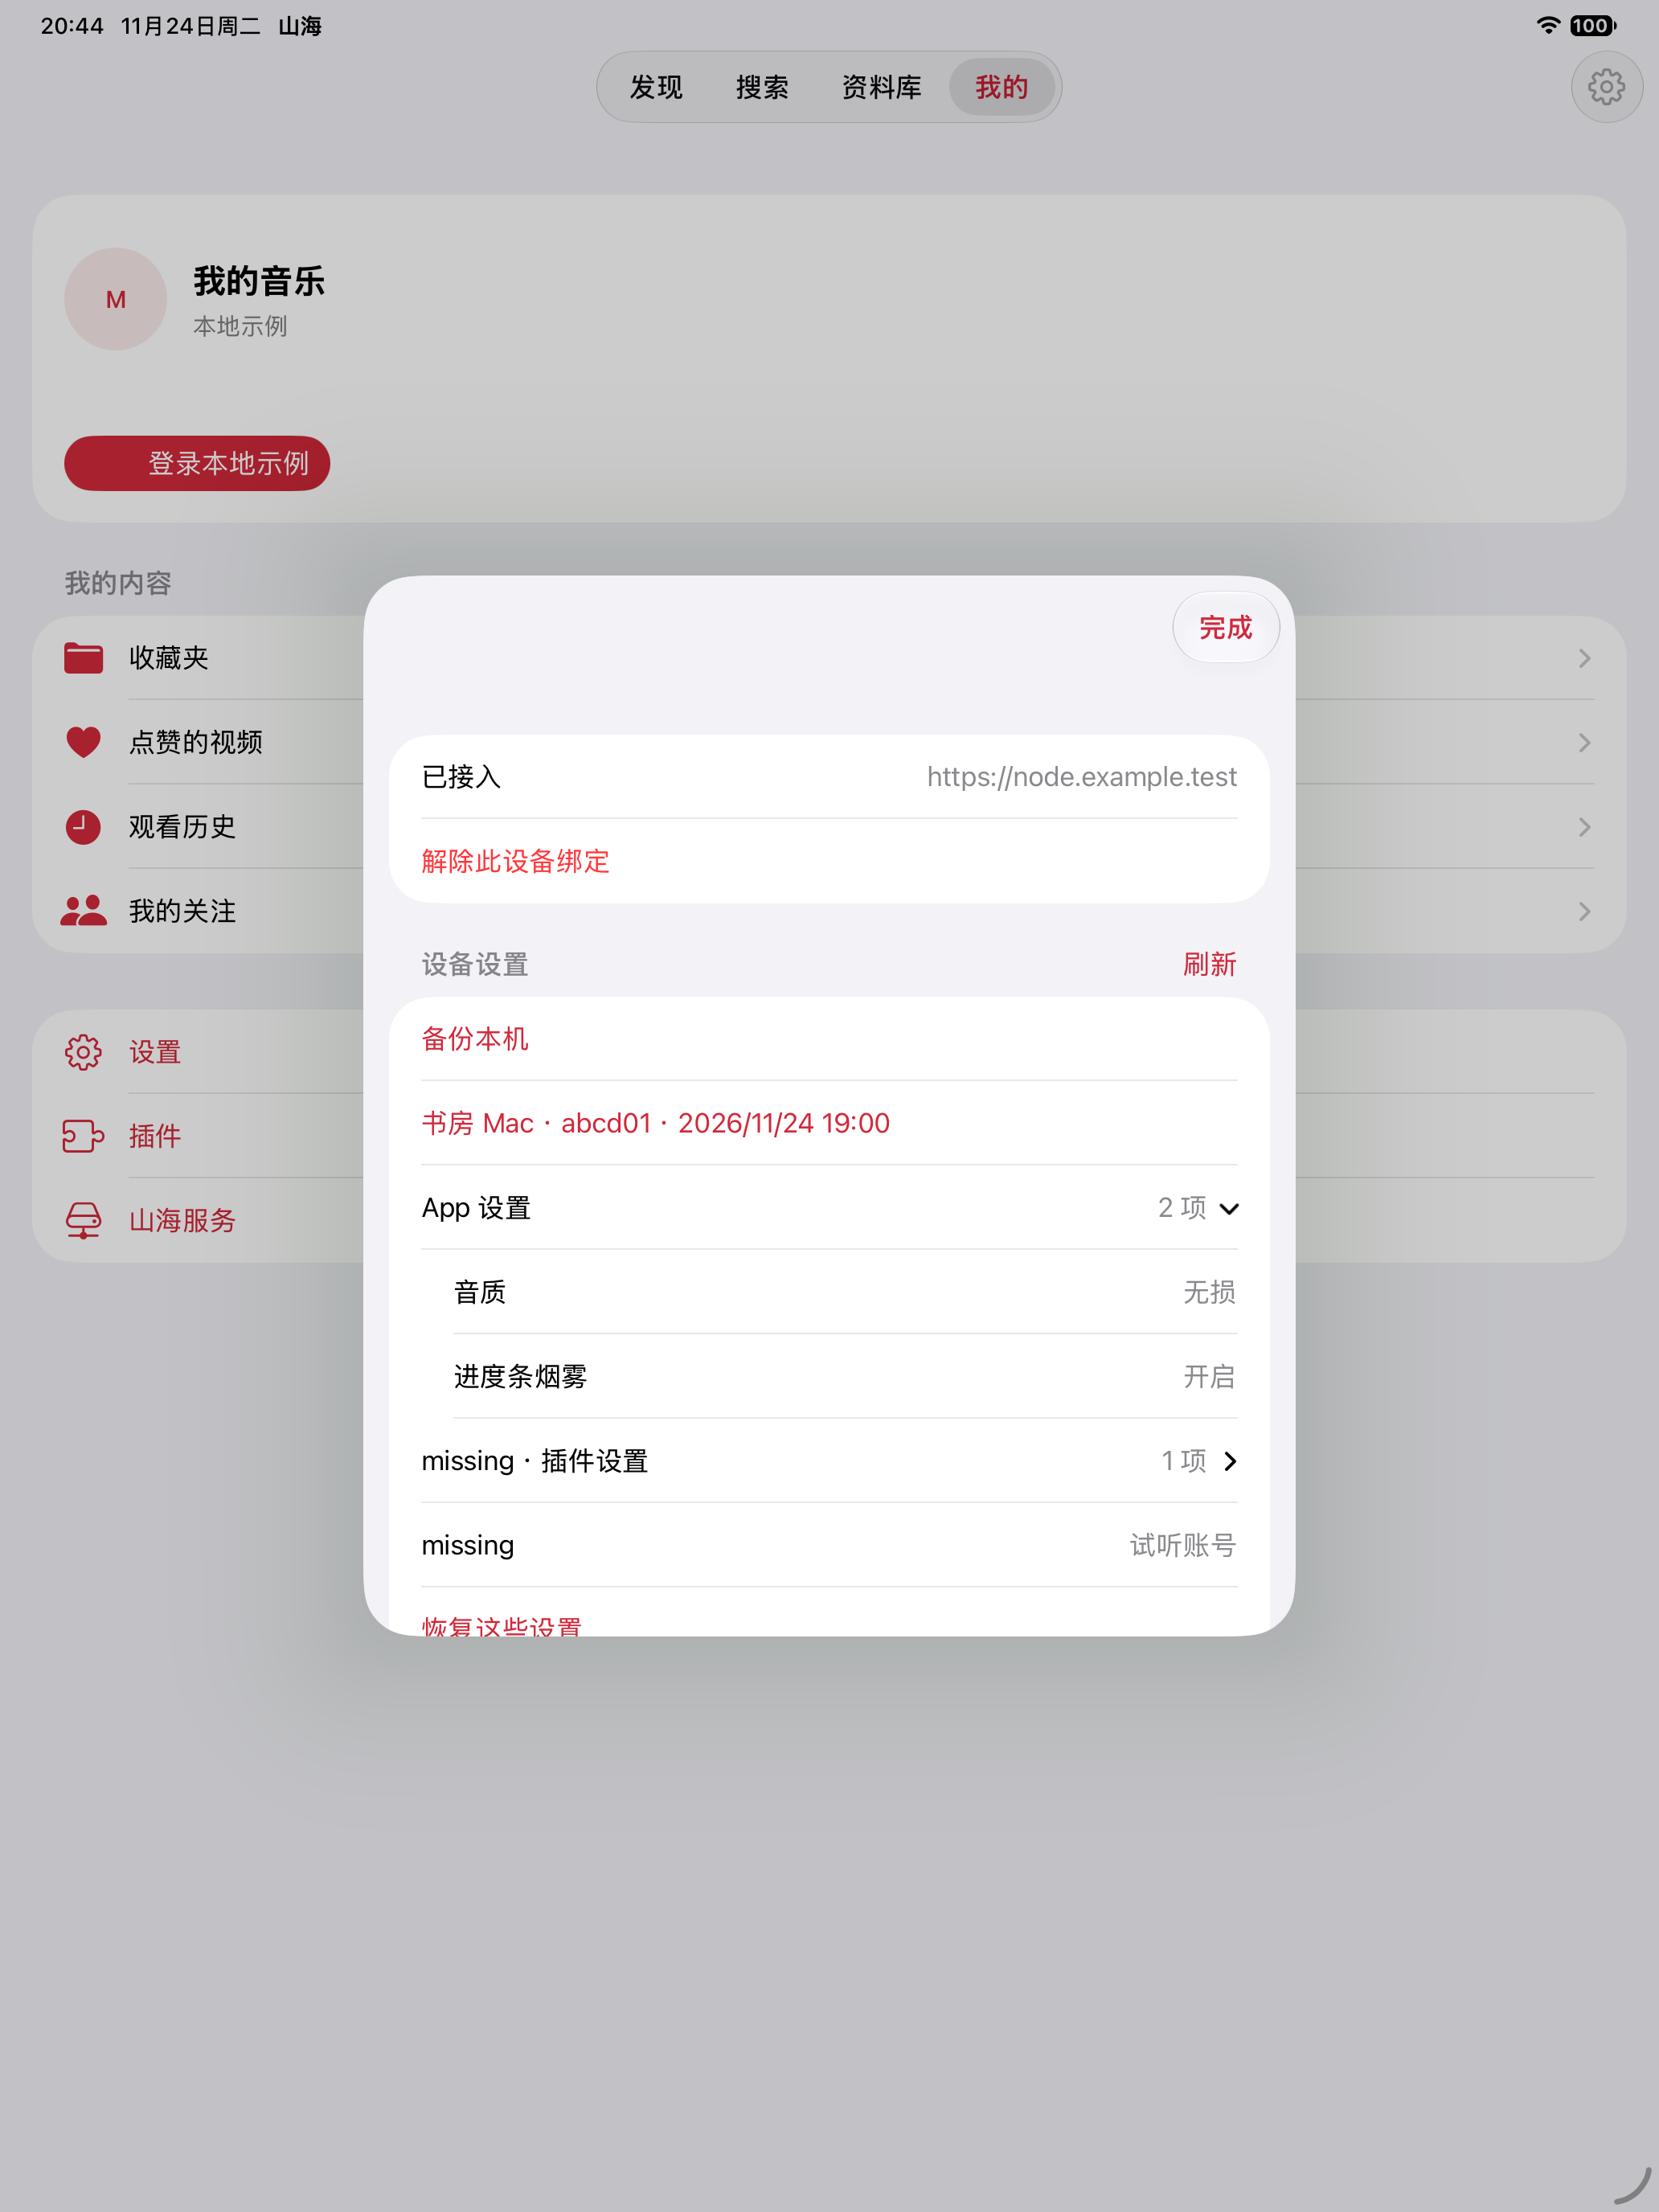 20:44 11月24日周二 山海
100
发现 搜索 资料库 我的
M
我的音乐
本地示例
登录本地示例
我的内容
收藏夹
点赞的视频
观看历史
我的关注
设置
插件
山海服务
完成
已接入 https://node.example.test
解除此设备绑定
设备设置 刷新
备份本机
书房 Mac · abcd01 · 2026/11/24 19:00
App 设置 2 项
音质 无损
进度条烟雾 开启
missing · 插件设置 1 项
missing 试听账号
恢复这些设置